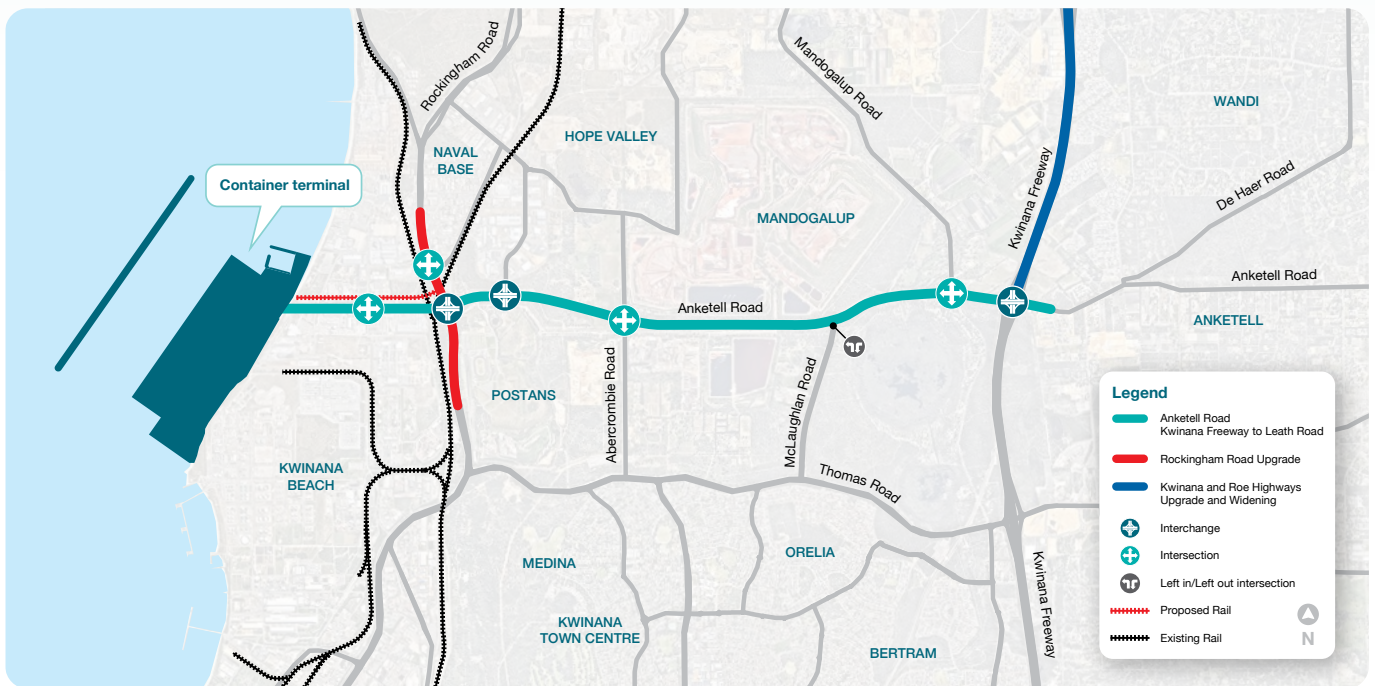 Rockingham Road
Mandogalup Road
WANDI
HOPE VALLEY
NAVAL
BASE
Container terminal
Kwinana Freeway
De Haer Road
MANDOGALUP
Anketell Road
Anketell Road
ANKETELL
Abercrombie Road
McLaughlan Road
POSTANS
KWINANA
BEACH
Thomas Road
MEDINA
ORELIA
Kwinana Freeway
KWINANA
TOWN CENTRE
BERTRAM
Legend
Anketell Road
Kwinana Freeway to Leath Road
Rockingham Road Upgrade
Kwinana and Roe Highways
Upgrade and Widening
Interchange
Intersection
Left in/Left out intersection
Proposed Rail
Existing Rail
N